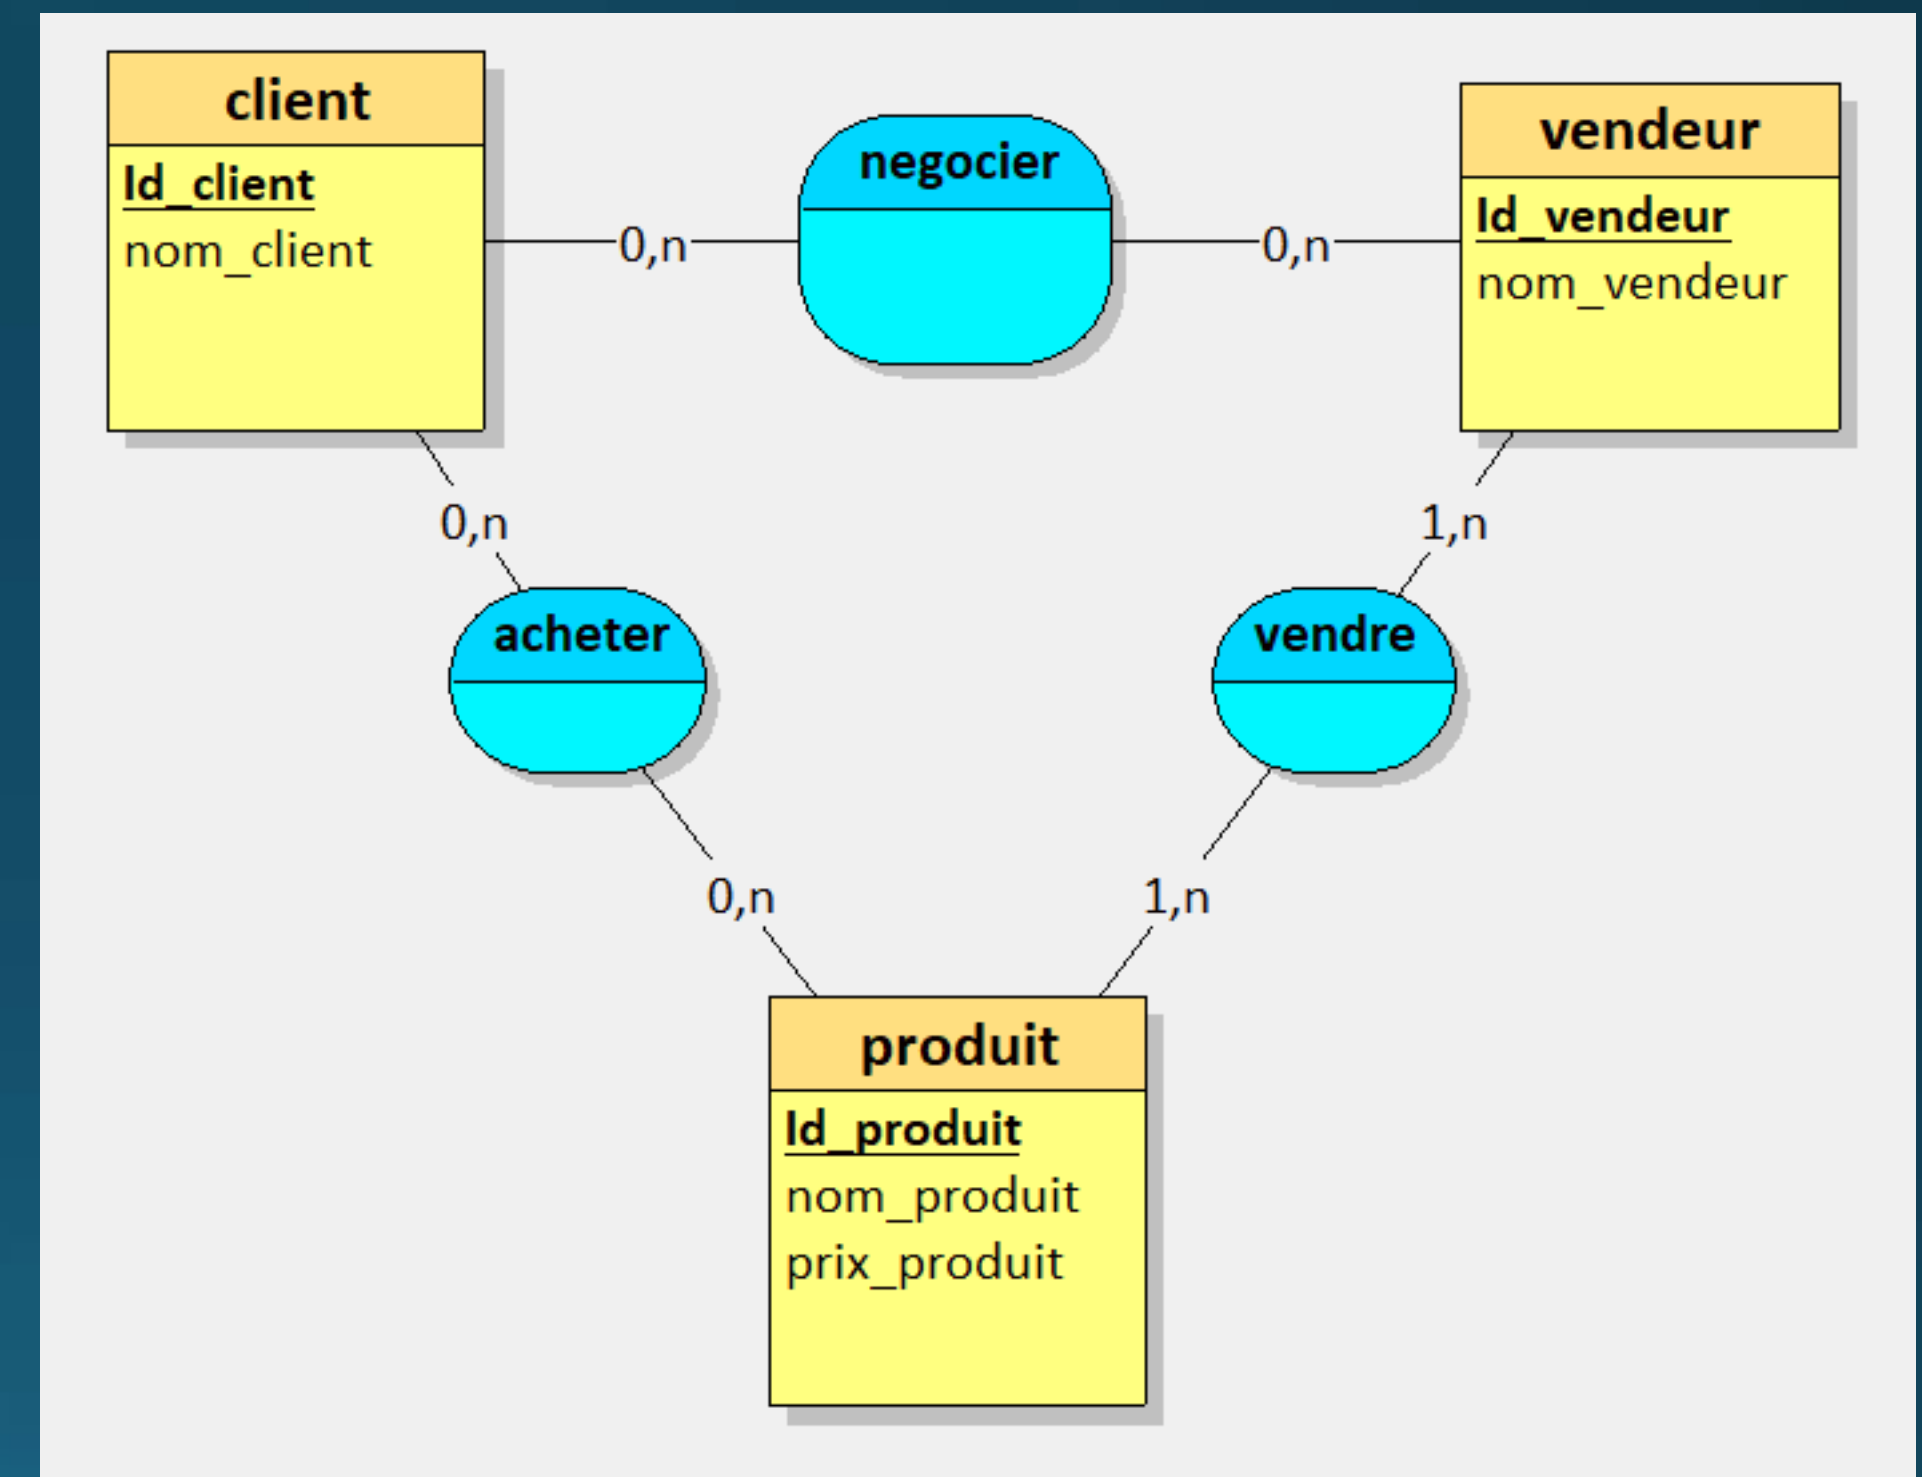 client
Id_client
nom_client
negocier
vendeur
Id_vendeur
nom_vendeur
0,n
0,n
0,n
1,n
acheter
vendre
0,n
1,n
produit
Id_produit
nom_produit
prix_produit